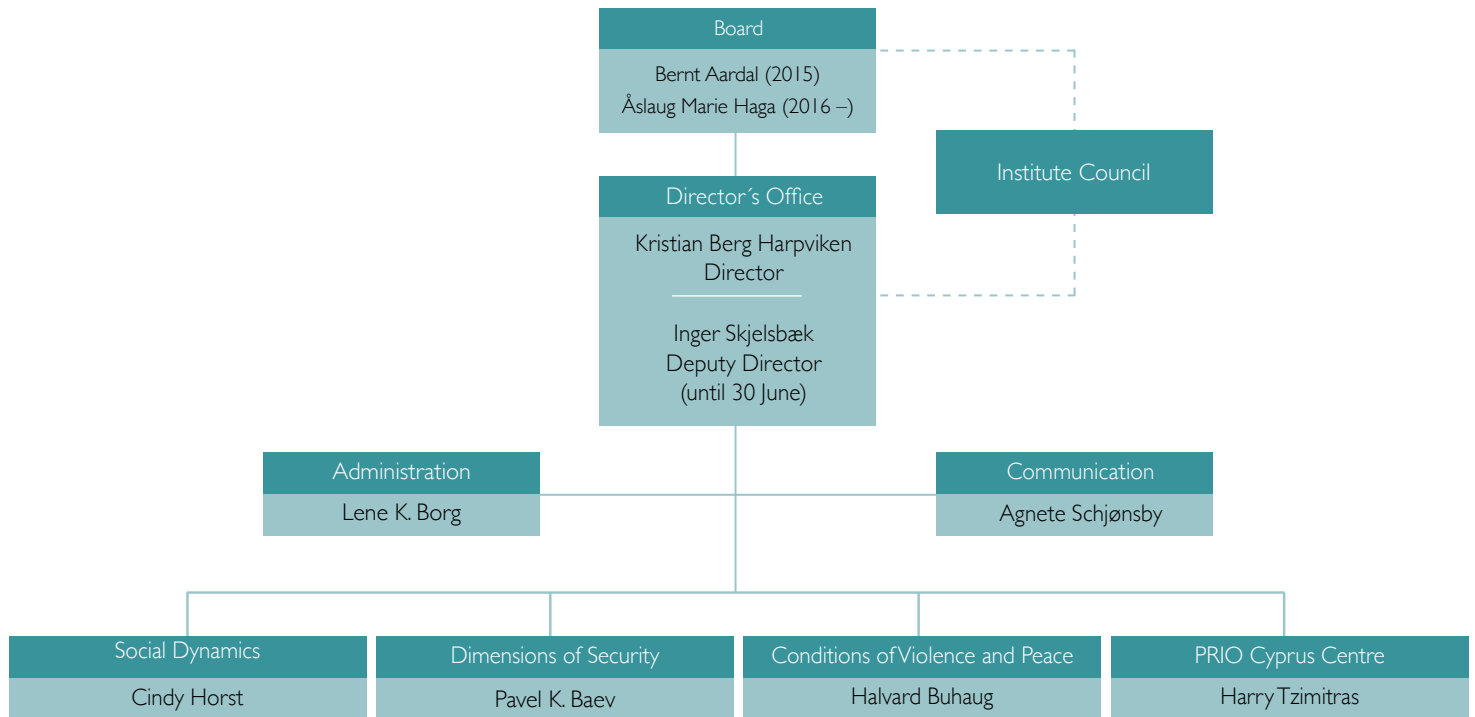 Board
Bernt Aardal (2015)
Åslaug Marie Haga (2016 –)
Institute Council
Director´s Office
Kristian Berg Harpviken
Director
Inger Skjelsbæk
Deputy Director
(until 30 June)
Administration
Lene K. Borg
Communication
Agnete Schjønsby
Social Dynamics
Cindy Horst
Dimensions of Security
Pavel K. Baev
Conditions of Violence and Peace
Halvard Buhaug
PRIO Cyprus Centre
Harry Tzimitras